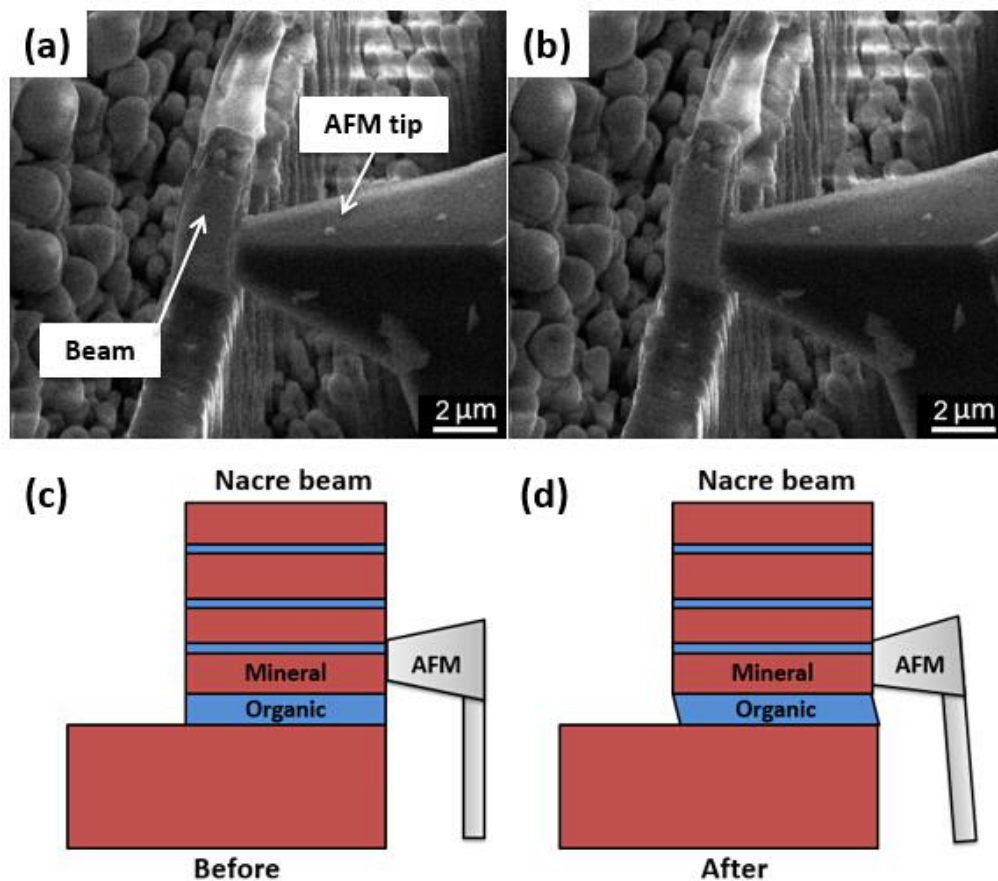 (a)
AFM tip
Beam
2 µm
(b)
2 µm
(c)
Nacre beam
AFM
Mineral
Organic
Before
(d)
Nacre beam
AFM
Mineral
Organic
After